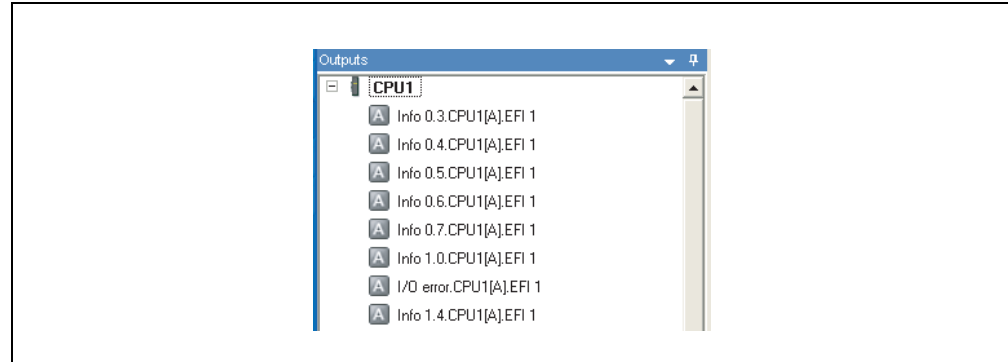 Outputs
CPU1
A Info 0.3.CPU1[A].EFI 1
A Info 0.4.CPU1[A].EFI 1
A Info 0.5.CPU1[A].EFI 1
A Info 0.6.CPU1[A].EFI 1
A Info 0.7.CPU1[A].EFI 1
A Info 1.0.CPU1[A].EFI 1
A I/O error.CPU1[A].EFI 1
A Info 1.4.CPU1[A].EFI 1